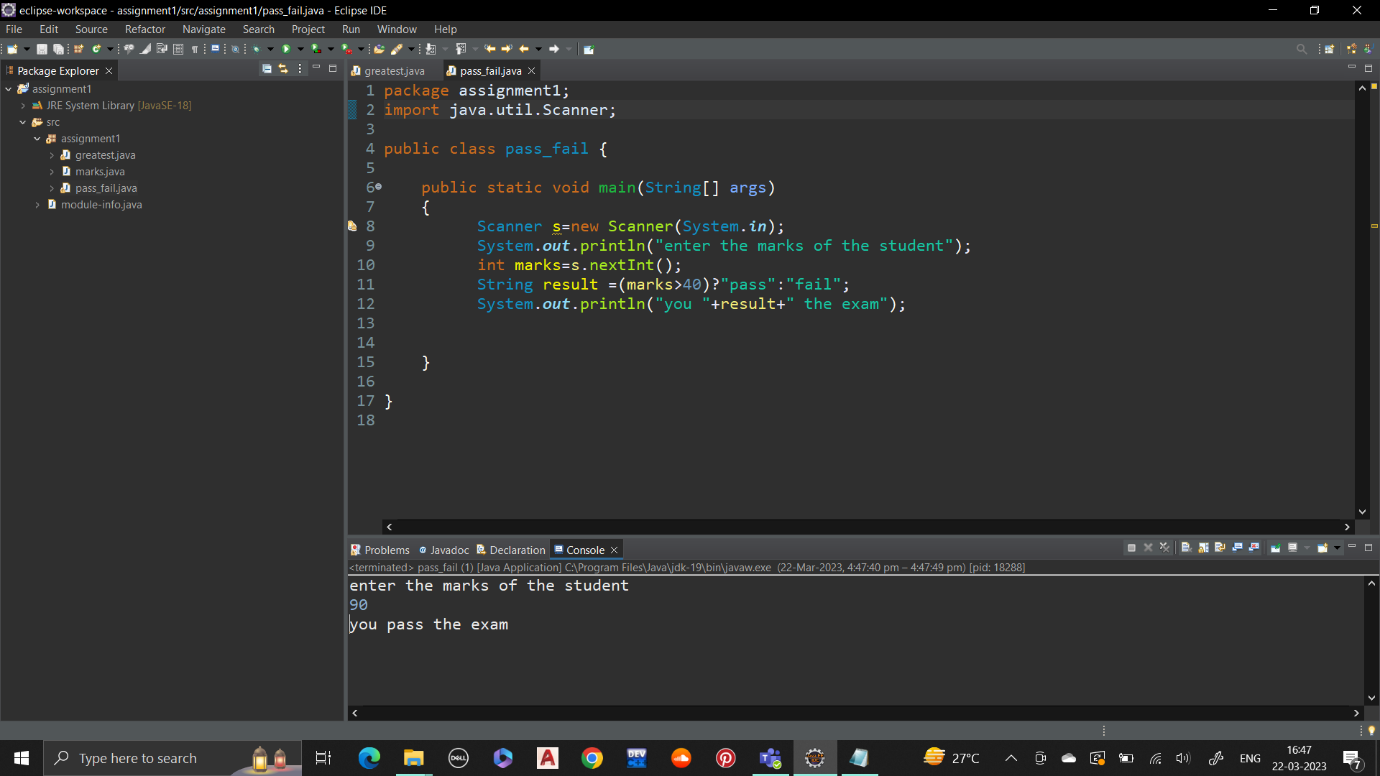 eclipse-workspace - assignment1/src/assignment1/pass_fail.java - Eclipse IDE
File Edit Source Refactor Navigate Search Project Run Window Help
Package Explorer
assignment1
JRE System Library [JavaSE-18]
src
assignment1
greatest.java
marks.java
pass_fail.java
module-info.java
greatest.java pass_fail.java
1 package assignment1;
2 import java.util.Scanner;
3
4 public class pass_fail {
5
6 public static void main(String[] args)
7 {
8 Scanner s=new Scanner(System.in);
9 System.out.println("enter the marks of the student");
10 int marks=s.nextInt();
11 String result =(marks>40)?"pass":"fail";
12 System.out.println("you "+result+" the exam");
13
14
15 }
16
17 }
18
Problems Javadoc Declaration Console
<terminated> pass_fail (1) [Java Application] C:\Program Files\Java\jdk-19\bin\javaw.exe (22-Mar-2023, 4:47:40 pm – 4:47:49 pm) [pid: 18288]
enter the marks of the student
90
you pass the exam
Type here to search
DELL
DEV
27°C
ENG
16:47
22-03-2023
7